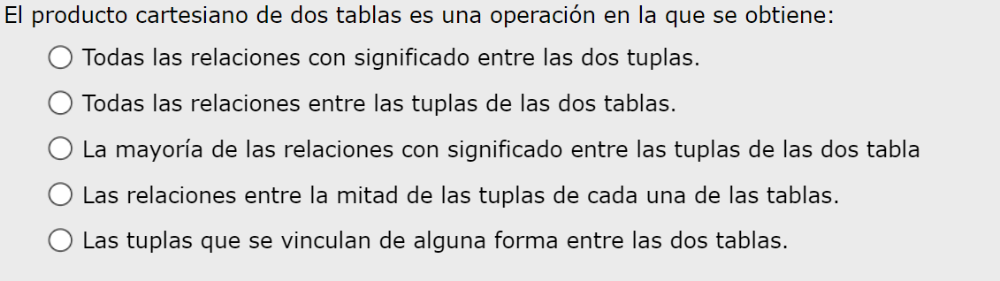 El producto cartesiano de dos tablas es una operación en la que se obtiene:
Todas las relaciones con significado entre las dos tuplas.
Todas las relaciones entre las tuplas de las dos tablas.
La mayoría de las relaciones con significado entre las tuplas de las dos tabla
Las relaciones entre la mitad de las tuplas de cada una de las tablas.
Las tuplas que se vinculan de alguna forma entre las dos tablas.